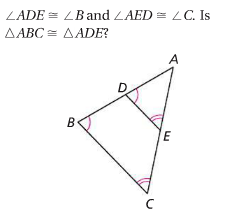 ∠ADE ≅ ∠B and ∠AED ≅ ∠C. Is
△ABC ≅ △ADE?
A
D
B
E
C